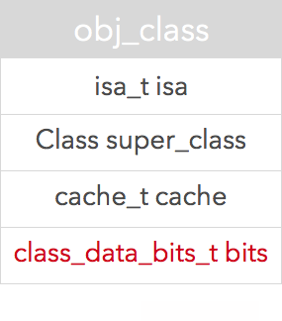 obj_class
isa_t isa
Class super_class
cache_t cache
class_data_bits_t bits